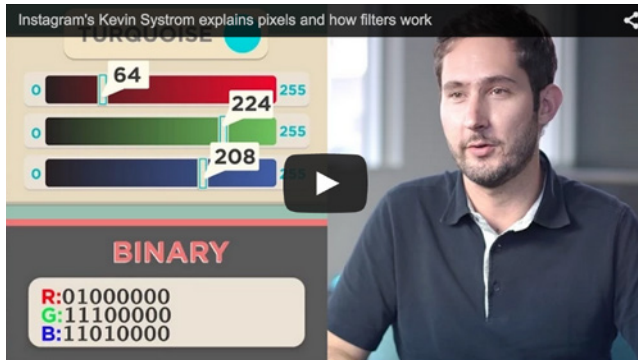 Instagram's Kevin Systrom explains pixels and how filters work
TURQUOISE
0 64 255
0 224 255
0 208 255
BINARY
R:01000000
G:11100000
B:11010000